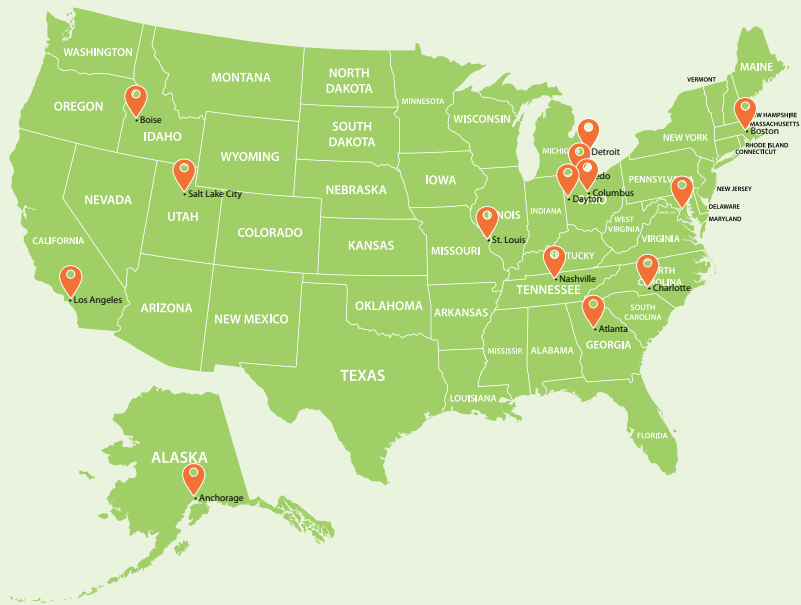 WASHINGTON
MAINE
MONTANA
NORTH
DAKOTA
VERMONT
MINNESOTA
OREGON
Boise
WISCONSIN
W HAMPSHIRE
MASSACHUSETTS
Boston
IDAHO
SOUTH
DAKOTA
NEW YORK
RHODE ISLAND
CONNECTICUT
MICHIG
Detroit
WYOMING
edo
IOWA
PENNSYLVA
NEW JERSEY
Salt Lake City
NEBRASKA
Columbus
Dayton
NEVADA
DELAWARE
UTAH
NOIS
INDIANA
MARYLAND
COLORADO
WEST
VIRGINIA
CALIFORNIA
KANSAS
MISSOURI
St. Louis
VIRGINIA
TUCKY
RTH
CAROLINA
Nashville
Charlotte
Los Angeles
TENNESSEE
ARIZONA
NEW MEXICO
OKLAHOMA
ARKANSAS
SOUTH
CAROLINA
Atlanta
MISSISSIP.
ALABAMA
GEORGIA
TEXAS
LOUISIANA
FLORIDA
ALASKA
Anchorage